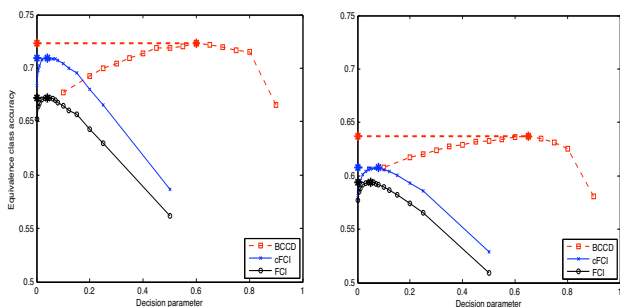 0.75
0.7
0.65
0.6
0.55
0.5
Equivalence class accuracy
0 0.2 0.4 0.6 0.8 1
Decision parameter
BCCD
cFCI
FCI
0.75
0.7
0.65
0.6
0.55
0.5
0 0.2 0.4 0.6 0.8 1
Decision parameter
BCCD
cFCI
FCI